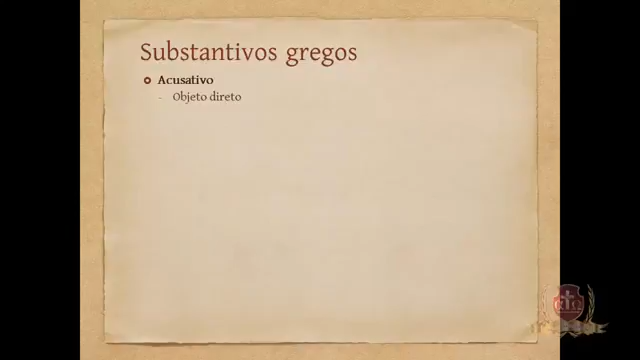 Substantivos gregos
Acusativo
- Objeto direto